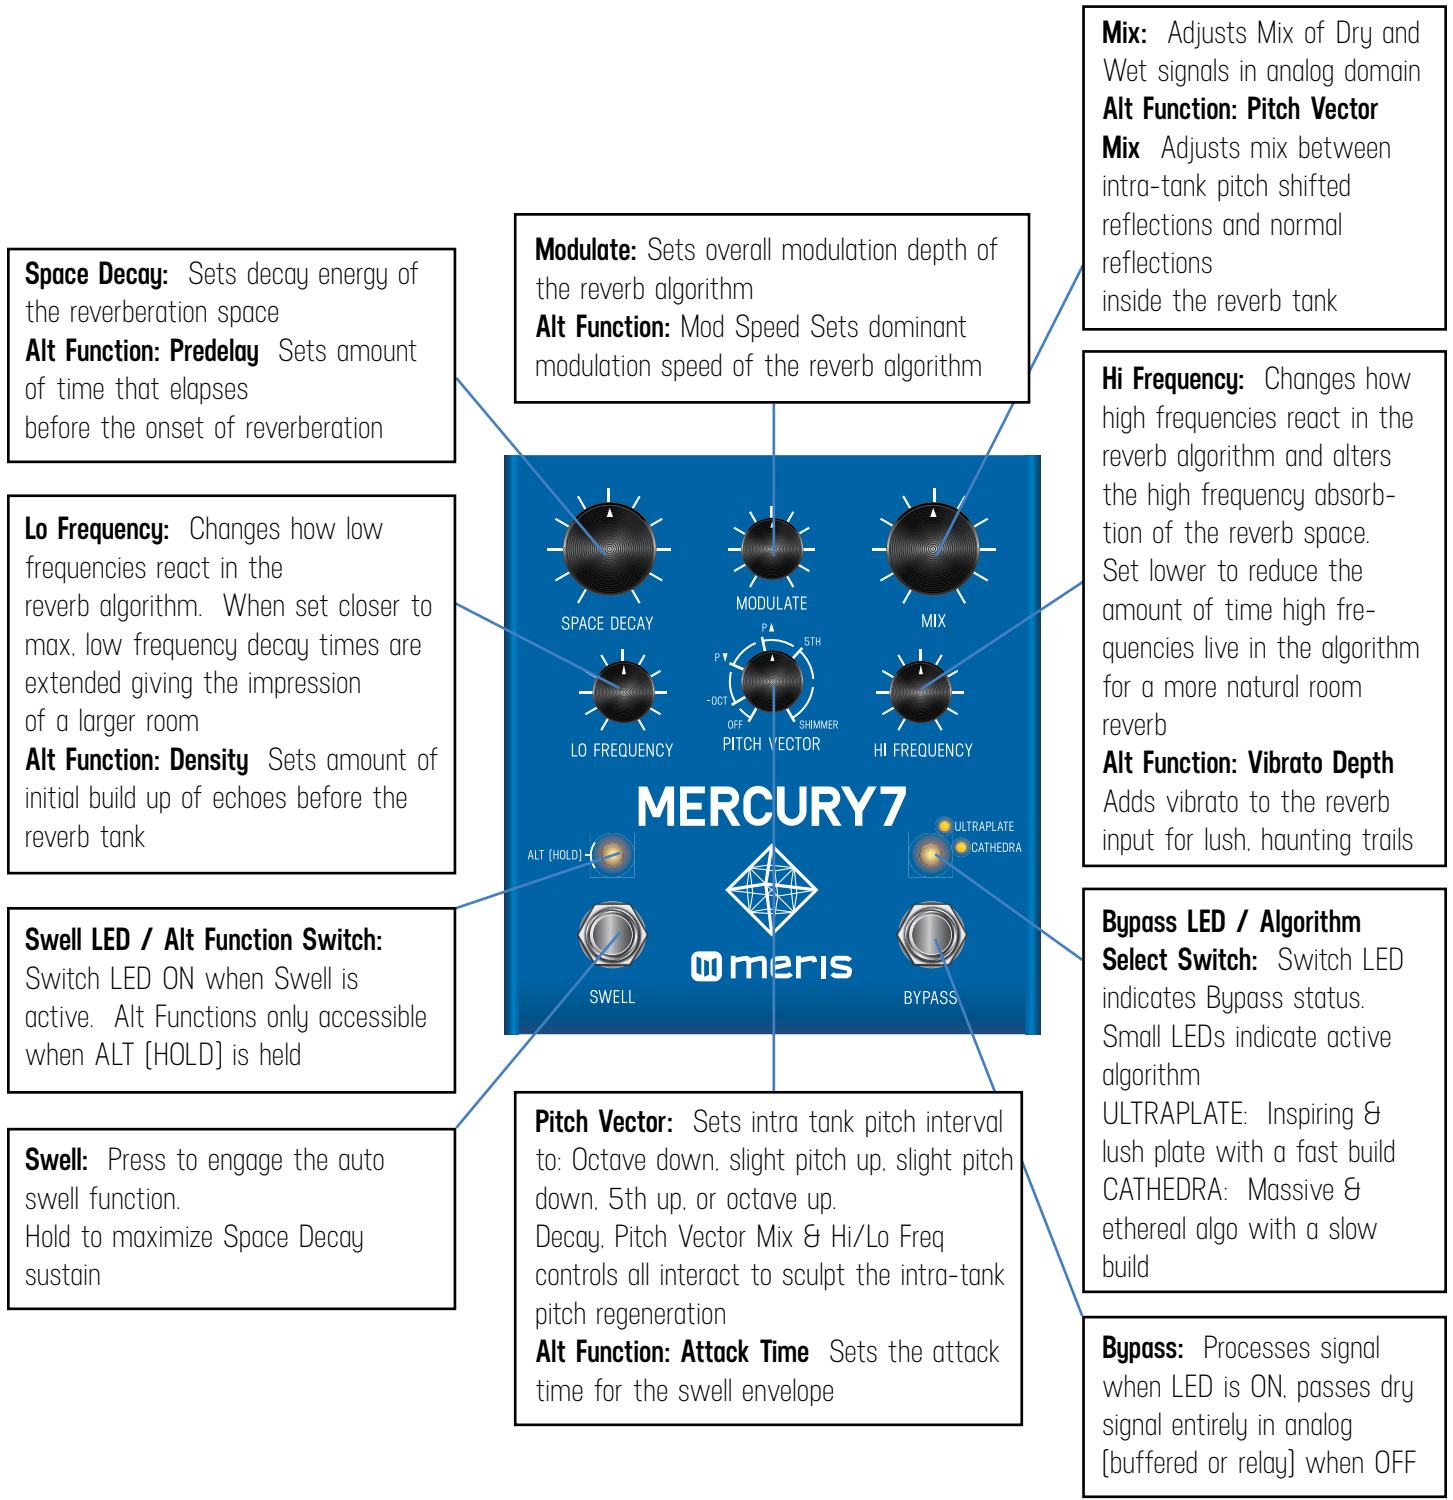 Mix: Adjusts Mix of Dry and
Wet signals in analog domain
Alt Function: Pitch Vector
Mix Adjusts mix between
intra-tank pitch shifted
reflections and normal
reflections
inside the reverb tank
Modulate: Sets overall modulation depth of
the reverb algorithm
Alt Function: Mod Speed Sets dominant
modulation speed of the reverb algorithm
Space Decay: Sets decay energy of
the reverberation space
Alt Function: Predelay Sets amount
of time that elapses
before the onset of reverberation
Hi Frequency: Changes how
high frequencies react in the
reverb algorithm and alters
the high frequency absorb-
tion of the reverb space.
Set lower to reduce the
amount of time high fre-
quencies live in the algorithm
for a more natural room
reverb
Alt Function: Vibrato Depth
Adds vibrato to the reverb
input for lush, haunting trails
Lo Frequency: Changes how low
frequencies react in the
reverb algorithm. When set closer to
max, low frequency decay times are
extended giving the impression
of a larger room
Alt Function: Density Sets amount of
initial build up of echoes before the
reverb tank
SPACE DECAY
MODULATE
MIX
P▲
5TH
P▼
-OCT
OFF
SHIMMER
LO FREQUENCY
PITCH VECTOR
HI FREQUENCY
MERCURY7
ULTRAPLATE
CATHEDRA
ALT [HOLD]
meris
SWELL
BYPASS
Swell LED / Alt Function Switch:
Switch LED ON when Swell is
active. Alt Functions only accessible
when ALT [HOLD] is held
Bypass LED / Algorithm
Select Switch: Switch LED
indicates Bypass status.
Small LEDs indicate active
algorithm
ULTRAPLATE: Inspiring &
lush plate with a fast build
CATHEDRA: Massive &
ethereal algo with a slow
build
Swell: Press to engage the auto
swell function.
Hold to maximize Space Decay
sustain
Pitch Vector: Sets intra tank pitch interval
to: Octave down, slight pitch up, slight pitch
down, 5th up, or octave up.
Decay, Pitch Vector Mix & Hi/Lo Freq
controls all interact to sculpt the intra-tank
pitch regeneration
Alt Function: Attack Time Sets the attack
time for the swell envelope
Bypass: Processes signal
when LED is ON, passes dry
signal entirely in analog
[buffered or relay] when OFF